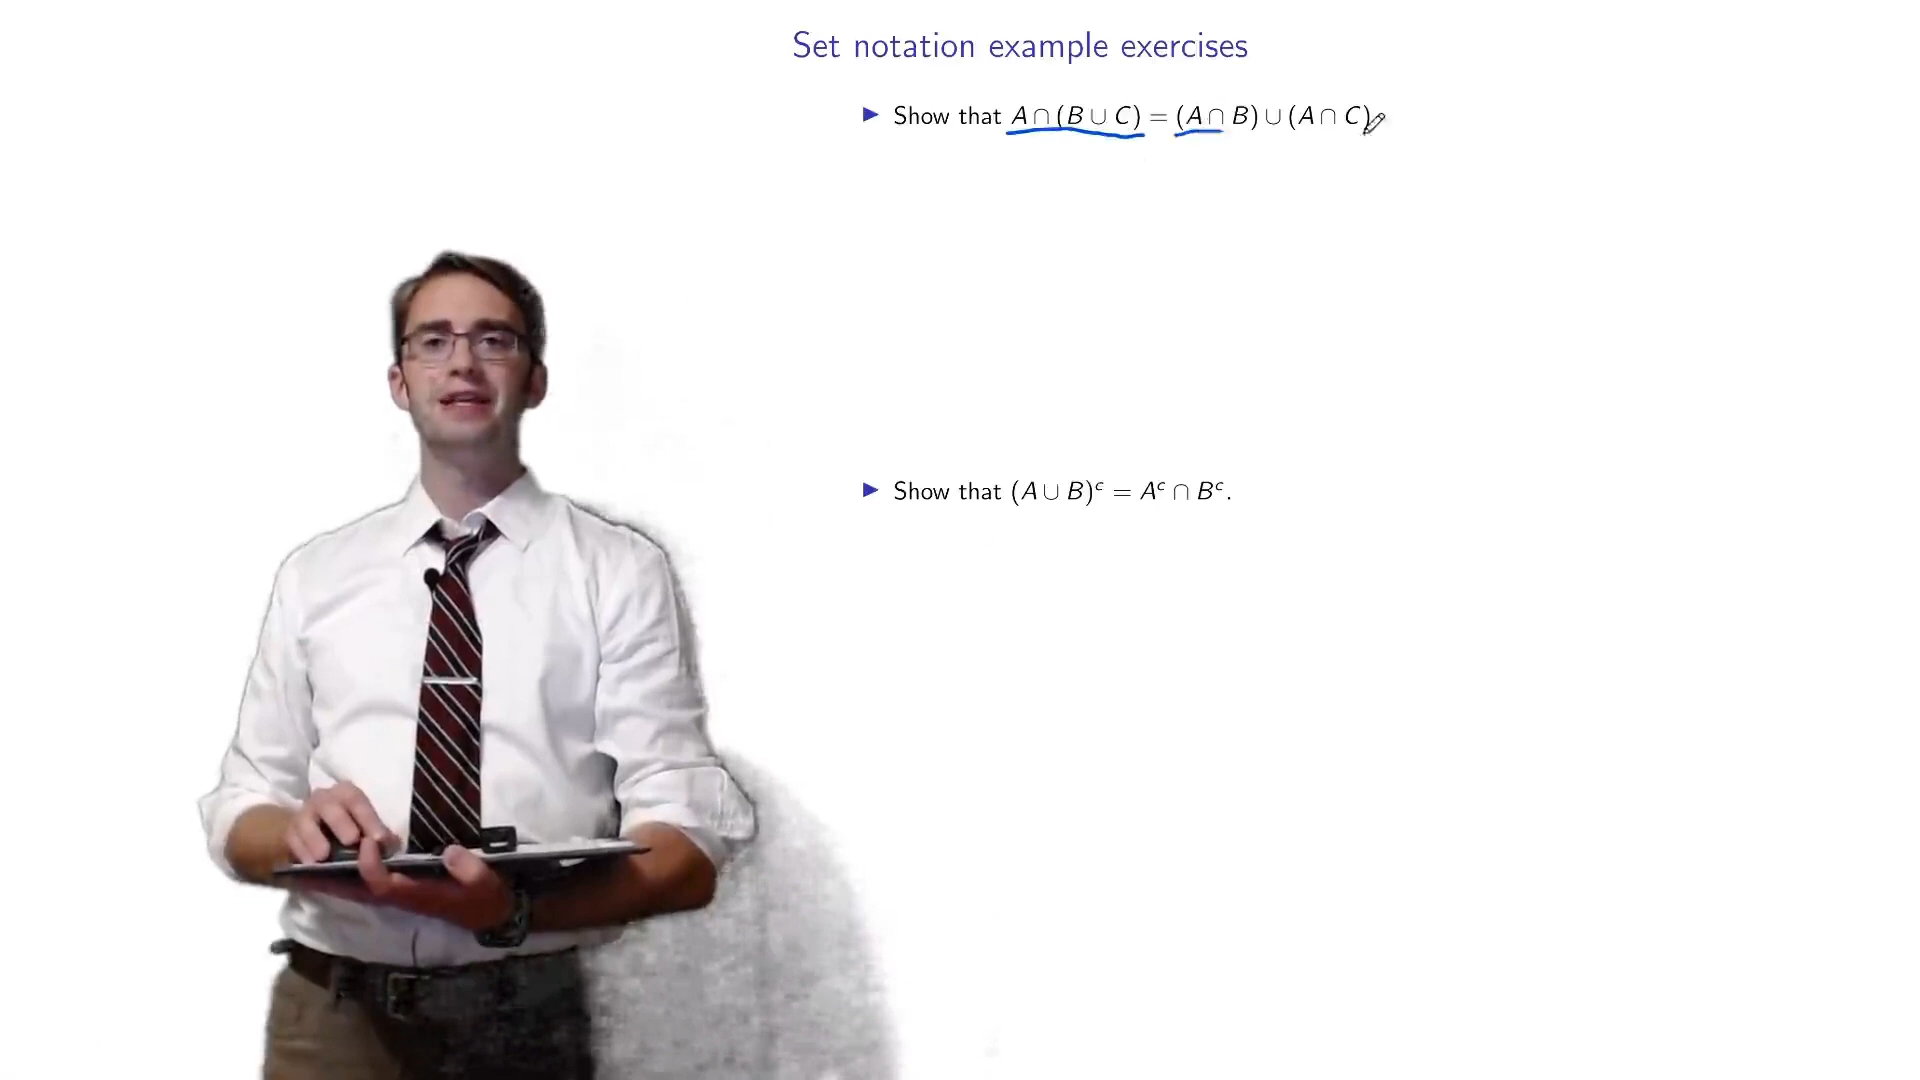 Set notation example exercises
▶ Show that A ∩ (B ∪ C) = (A ∩ B) ∪ (A ∩ C)
▶ Show that (A ∪ B)ᶜ = Aᶜ ∩ Bᶜ.